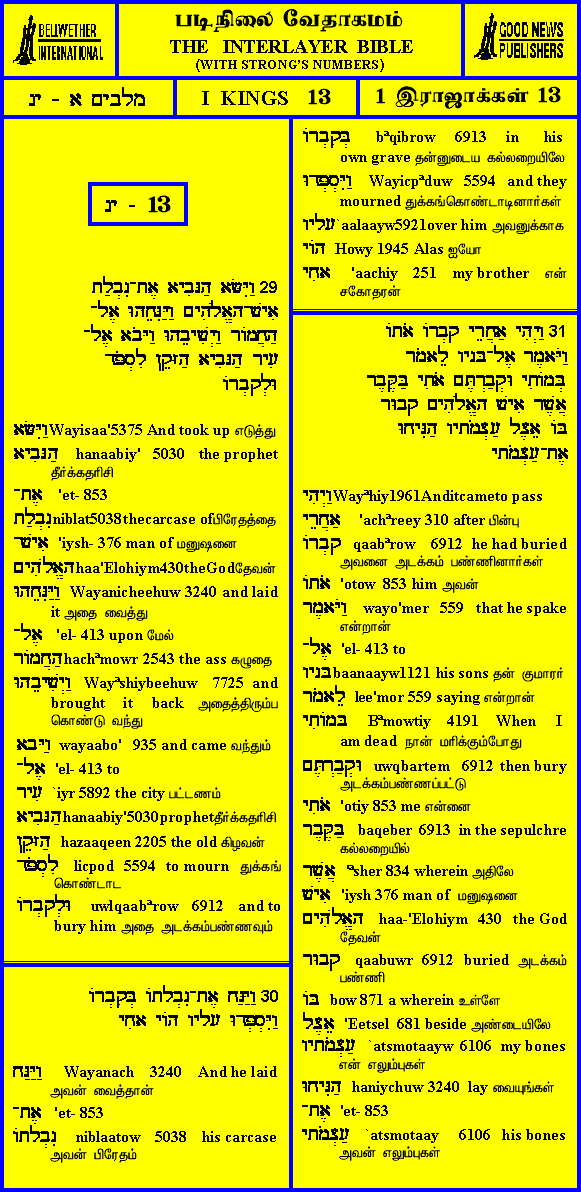 BELLWETHER
INTERNATIONAL
படிநிலை வேதாகமம்
THE INTERLAYER BIBLE
(WITH STRONG'S NUMBERS)
GOOD NEWS
PUBLISHERS
מלבים א - יג
I KINGS 13
1 இராஜாக்கள் 13
יג - 13
29 וַיִּשָּׂא הַנָּבִיא אֶת־נִבְלַת
אִישׁ־הָאֱלֹהִים וַיַּנִּחֵהוּ אֶל־
הַחֲמוֹר וַיְשִׁיבֵהוּ וַיָּבֹא אֶל־
עִיר הַנָּבִיא הַזָּקֵן לִסְפֹּד
וּלְקָבְרוֹ
וַיִּשָּׂא Wayisaa'5375 And took up எடுத்து
הַנָּבִיא hanaabiy' 5030 the prophet
தீர்க்கதரிசி
אֶת־ 'et- 853
נִבְלַת niblat5038thecarcase ofபிரேதத்தை
אִישׁ־ 'iysh- 376 man of மனுஷனை
הָאֱלֹהִים haa'Elohiym430theGodதேவன்
וַיַּנִּחֵהוּ Wayanicheehuw 3240 and laid
it அதை வைத்து
אֶל־ 'el- 413 upon மேல்
הַחֲמוֹר hachªmowr 2543 the ass கழுதை
וַיְשִׁיבֵהוּ Wayªshiybeehuw 7725 and
brought it back அதைத்திரும்ப
கொண்டு வந்து
וַיָּבֹא wayaabo' 935 and came வந்தும்
אֶל־ 'el- 413 to
עִיר `iyr 5892 the city பட்டணம்
הַנָּבִיא hanaabiy'5030prophetதீர்க்கதரிசி
הַזָּקֵן hazaaqeen 2205 the old கிழவன்
לִסְפֹּד licpod 5594 to mourn துக்கங்
கொண்டாட
וּלְקָבְרוֹ uwlqaabªrow 6912 and to
bury him அதை அடக்கம்பண்ணவும்
30 וַיַּנַּח אֶת־נִבְלָתוֹ בְּקִבְרוֹ
וַיִּסְפְּדוּ עָלָיו הוֹי אָחִי
וַיַּנַּח Wayanach 3240 And he laid
அவன் வைத்தான்
אֶת־ 'et- 853
נִבְלָתוֹ niblaatow 5038 his carcase
அவன் பிரேதம்
בְּקִבְרוֹ bªqibrow 6913 in his
own grave தன்னுடைய கல்லறையிலே
וַיִּסְפְּדוּ Wayicpªduw 5594 and they
mourned துக்கங்கொண்டாடினார்கள்
עָלָיו `aalaayw5921over him அவனுக்காக
הוֹי Howy 1945 Alas ஐயோ
אָחִי 'aachiy 251 my brother என்
சகோதரன்
31 וַיְהִי אַחֲרֵי קָבְרוֹ אֹתוֹ
וַיֹּאמֶר אֶל־בָּנָיו לֵאמֹר
בְּמוֹתִי וּקְבַרְתֶּם אֹתִי בַּקֶּבֶר
אֲשֶׁר אִישׁ הָאֱלֹהִים קָבוּר
בּוֹ אֵצֶל עַצְמֹתָיו הַנִּיחוּ
אֶת־עַצְמֹתָי
וַיְהִי Wayªhiy1961Anditcameto pass
אַחֲרֵי 'achªreey 310 after பின்பு
קָבְרוֹ qaabªrow 6912 he had buried
அவனை அடக்கம் பண்ணினார்கள்
אֹתוֹ 'otow 853 him அவன்
וַיֹּאמֶר wayo'mer 559 that he spake
என்றான்
אֶל־ 'el- 413 to
בָּנָיו baanaayw1121 his sons தன் குமாரர்
לֵאמֹר lee'mor 559 saying என்றான்
בְּמוֹתִי Bªmowtiy 4191 When I
am dead நான் மரிக்கும்போது
וּקְבַרְתֶּם uwqbartem 6912 then bury
அடக்கம்பண்ணப்பட்டு
אֹתִי 'otiy 853 me என்னை
בַּקֶּבֶר baqeber 6913 in the sepulchre
கல்லறையில்
אֲשֶׁר ªsher 834 wherein அதிலே
אִישׁ 'iysh 376 man of மனுஷனை
הָאֱלֹהִים haa-'Elohiym 430 the God
தேவன்
קָבוּר qaabuwr 6912 buried அடக்கம்
பண்ணி
בּוֹ bow 871 a wherein உள்ளே
אֵצֶל 'Eetsel 681 beside அண்டையிலே
עַצְמֹתָיו `atsmotaayw 6106 my bones
என் எலும்புகள்
הַנִּיחוּ haniychuw 3240 lay வையுங்கள்
אֶת־ 'et- 853
עַצְמֹתָי `atsmotaay 6106 his bones
அவன் எலும்புகள்